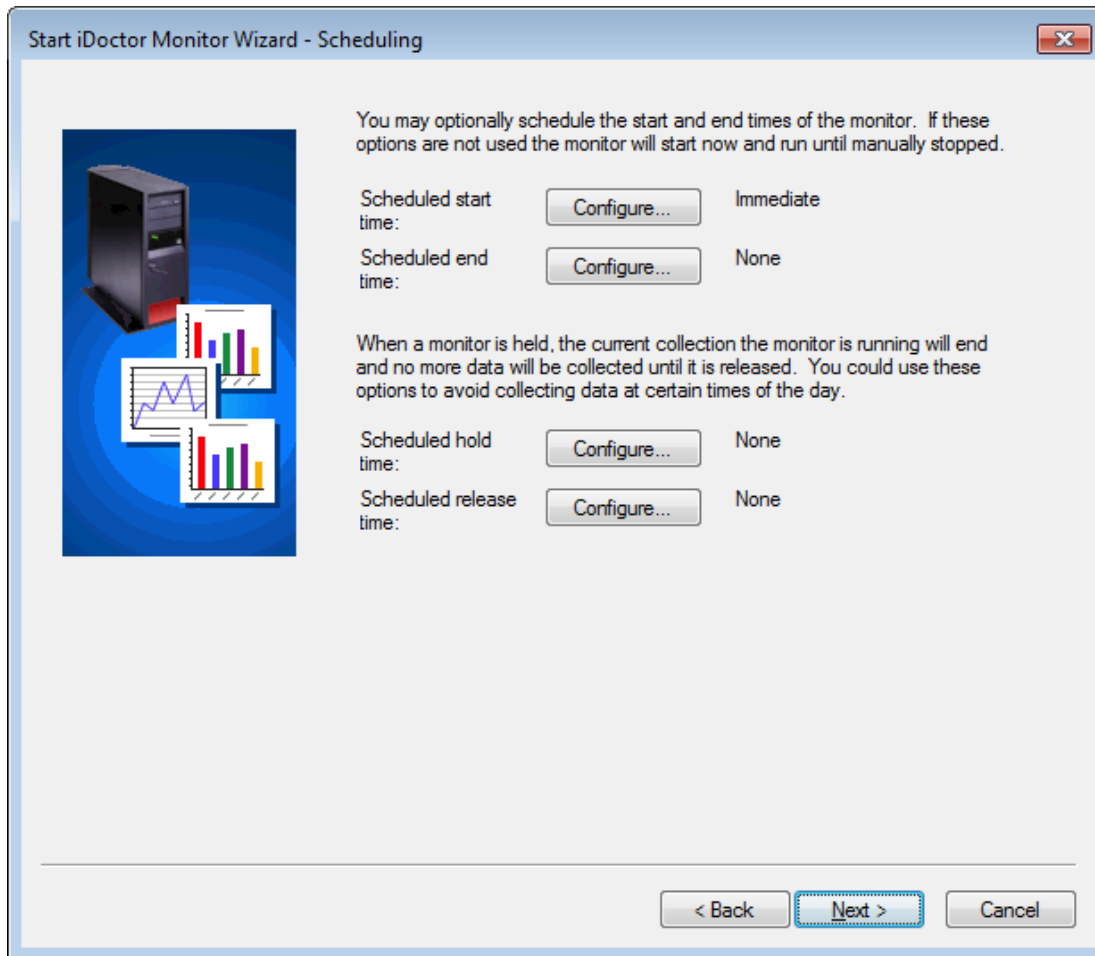 Start iDoctor Monitor Wizard - Scheduling
You may optionally schedule the start and end times of the monitor.  If these
options are not used the monitor will start now and run until manually stopped.
Scheduled start
time:
Configure...
Immediate
Scheduled end
time:
Configure...
None
When a monitor is held, the current collection the monitor is running will end
and no more data will be collected until it is released.  You could use these
options to avoid collecting data at certain times of the day.
Scheduled hold
time:
Configure...
None
Scheduled release
time:
Configure...
None
< Back
Next >
Cancel